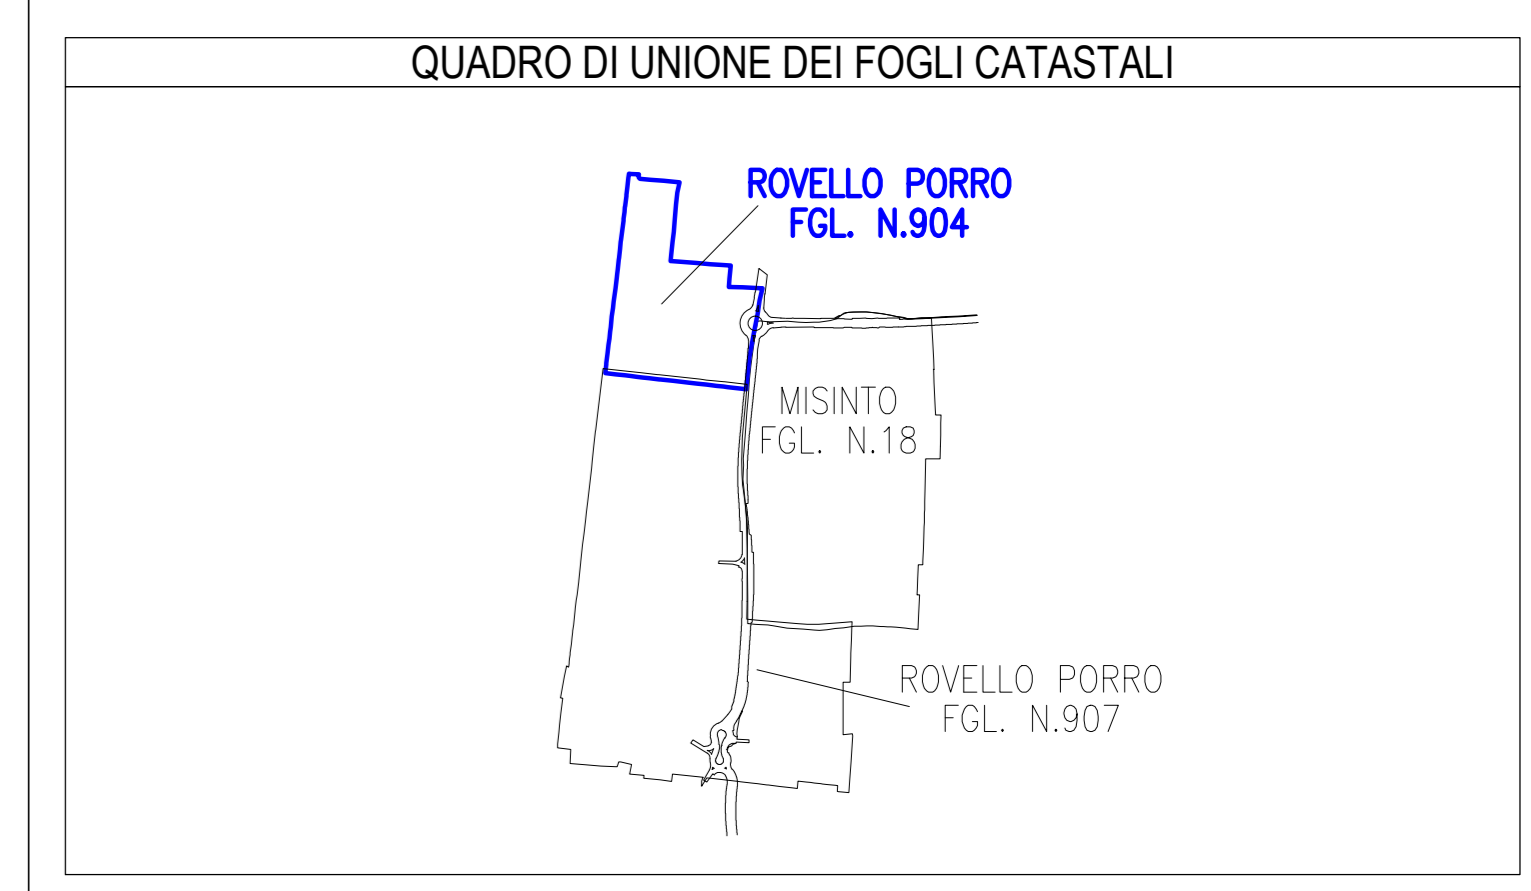 QUADRO DI UNIONE DEI FOGLI CATASTALI
ROVELLO PORRO
FGL. N.904
MISINTO
FGL. N.18
ROVELLO PORRO
FGL. N.907